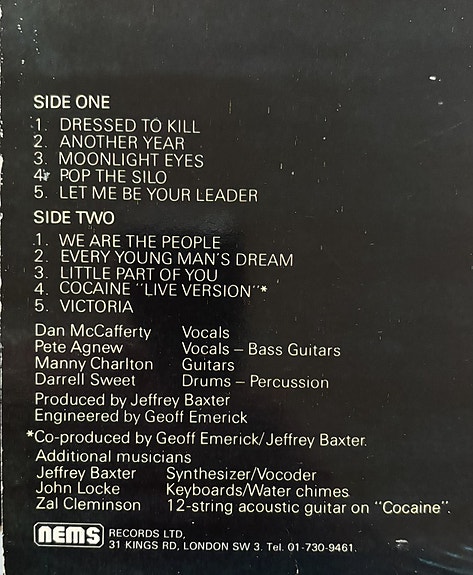 SIDE ONE
1. DRESSED TO KILL
2. ANOTHER YEAR
3. MOONLIGHT EYES
4. POP THE SILO
5. LET ME BE YOUR LEADER
SIDE TWO
1. WE ARE THE PEOPLE
2. EVERY YOUNG MAN'S DREAM
3. LITTLE PART OF YOU
4. COCAINE "LIVE VERSION"*
5. VICTORIA
Dan McCafferty Vocals
Pete Agnew Vocals – Bass Guitars
Manny Charlton Guitars
Darrell Sweet Drums – Percussion
Produced by Jeffrey Baxter
Engineered by Geoff Emerick
*Co-produced by Geoff Emerick/Jeffrey Baxter.
Additional musicians
Jeffrey Baxter Synthesizer/Vocoder
John Locke Keyboards/Water chimes
Zal Cleminson 12-string acoustic guitar on "Cocaine".
nems RECORDS LTD,
31 KINGS RD, LONDON SW 3. Tel. 01-730-9461.